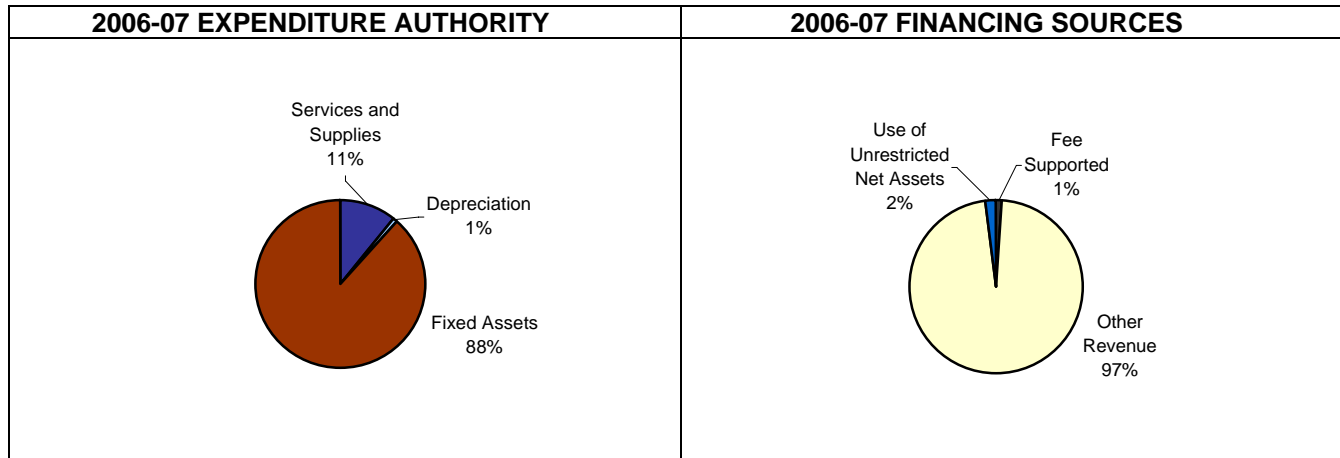 2006-07 EXPENDITURE AUTHORITY
2006-07 FINANCING SOURCES
Services and
Supplies
11%
Depreciation
1%
Fixed Assets
88%
Use of
Unrestricted
Net Assets
2%
Fee
Supported
1%
Other
Revenue
97%